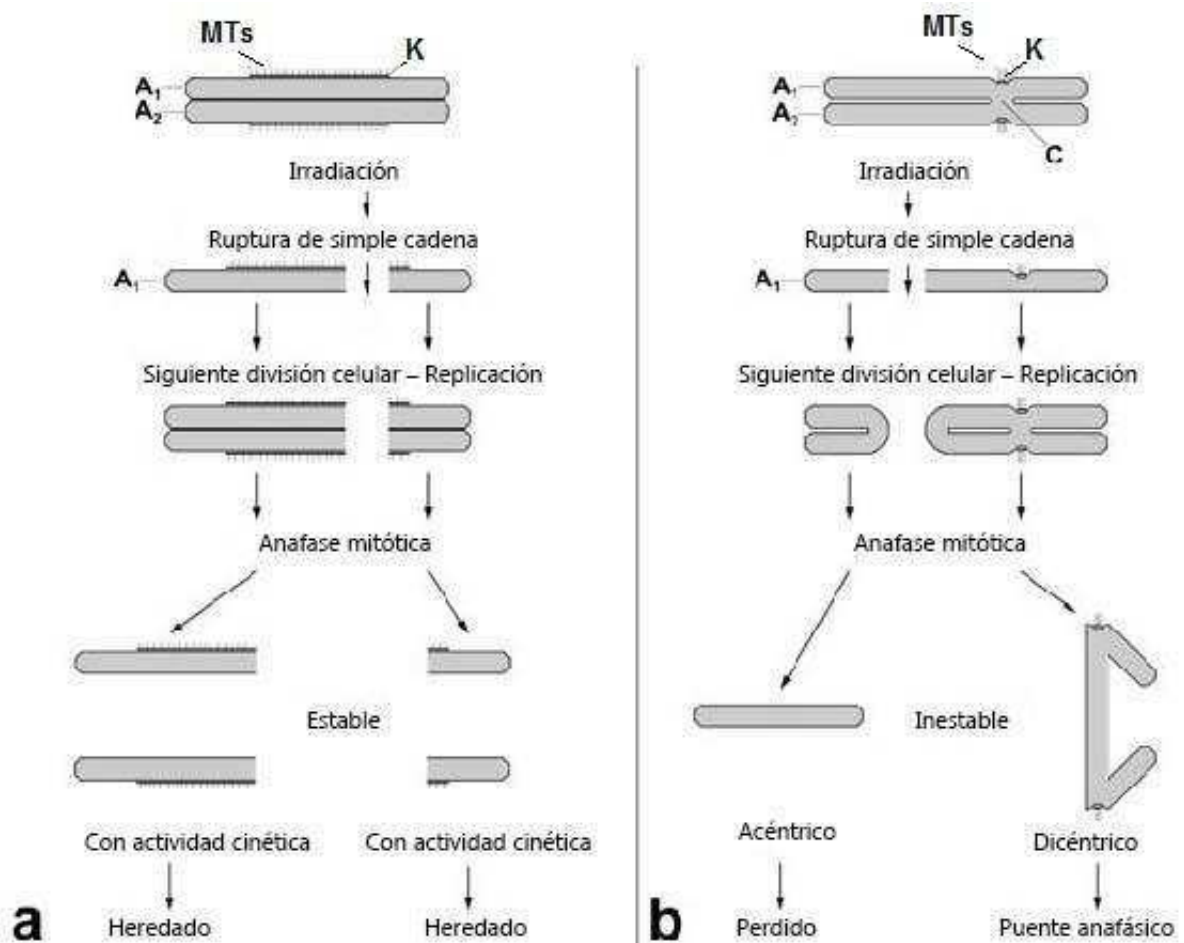 MTs
K
A1
A2
Irradiación
Ruptura de simple cadena
A1
Siguiente división celular – Replicación
Anafase mitótica
Estable
Con actividad cinética
Con actividad cinética
Heredado
Heredado
a
MTs
K
A1
A2
C
Irradiación
Ruptura de simple cadena
A1
Siguiente división celular – Replicación
Anafase mitótica
Inestable
Acéntrico
Dicéntrico
Perdido
Puente anafásico
b